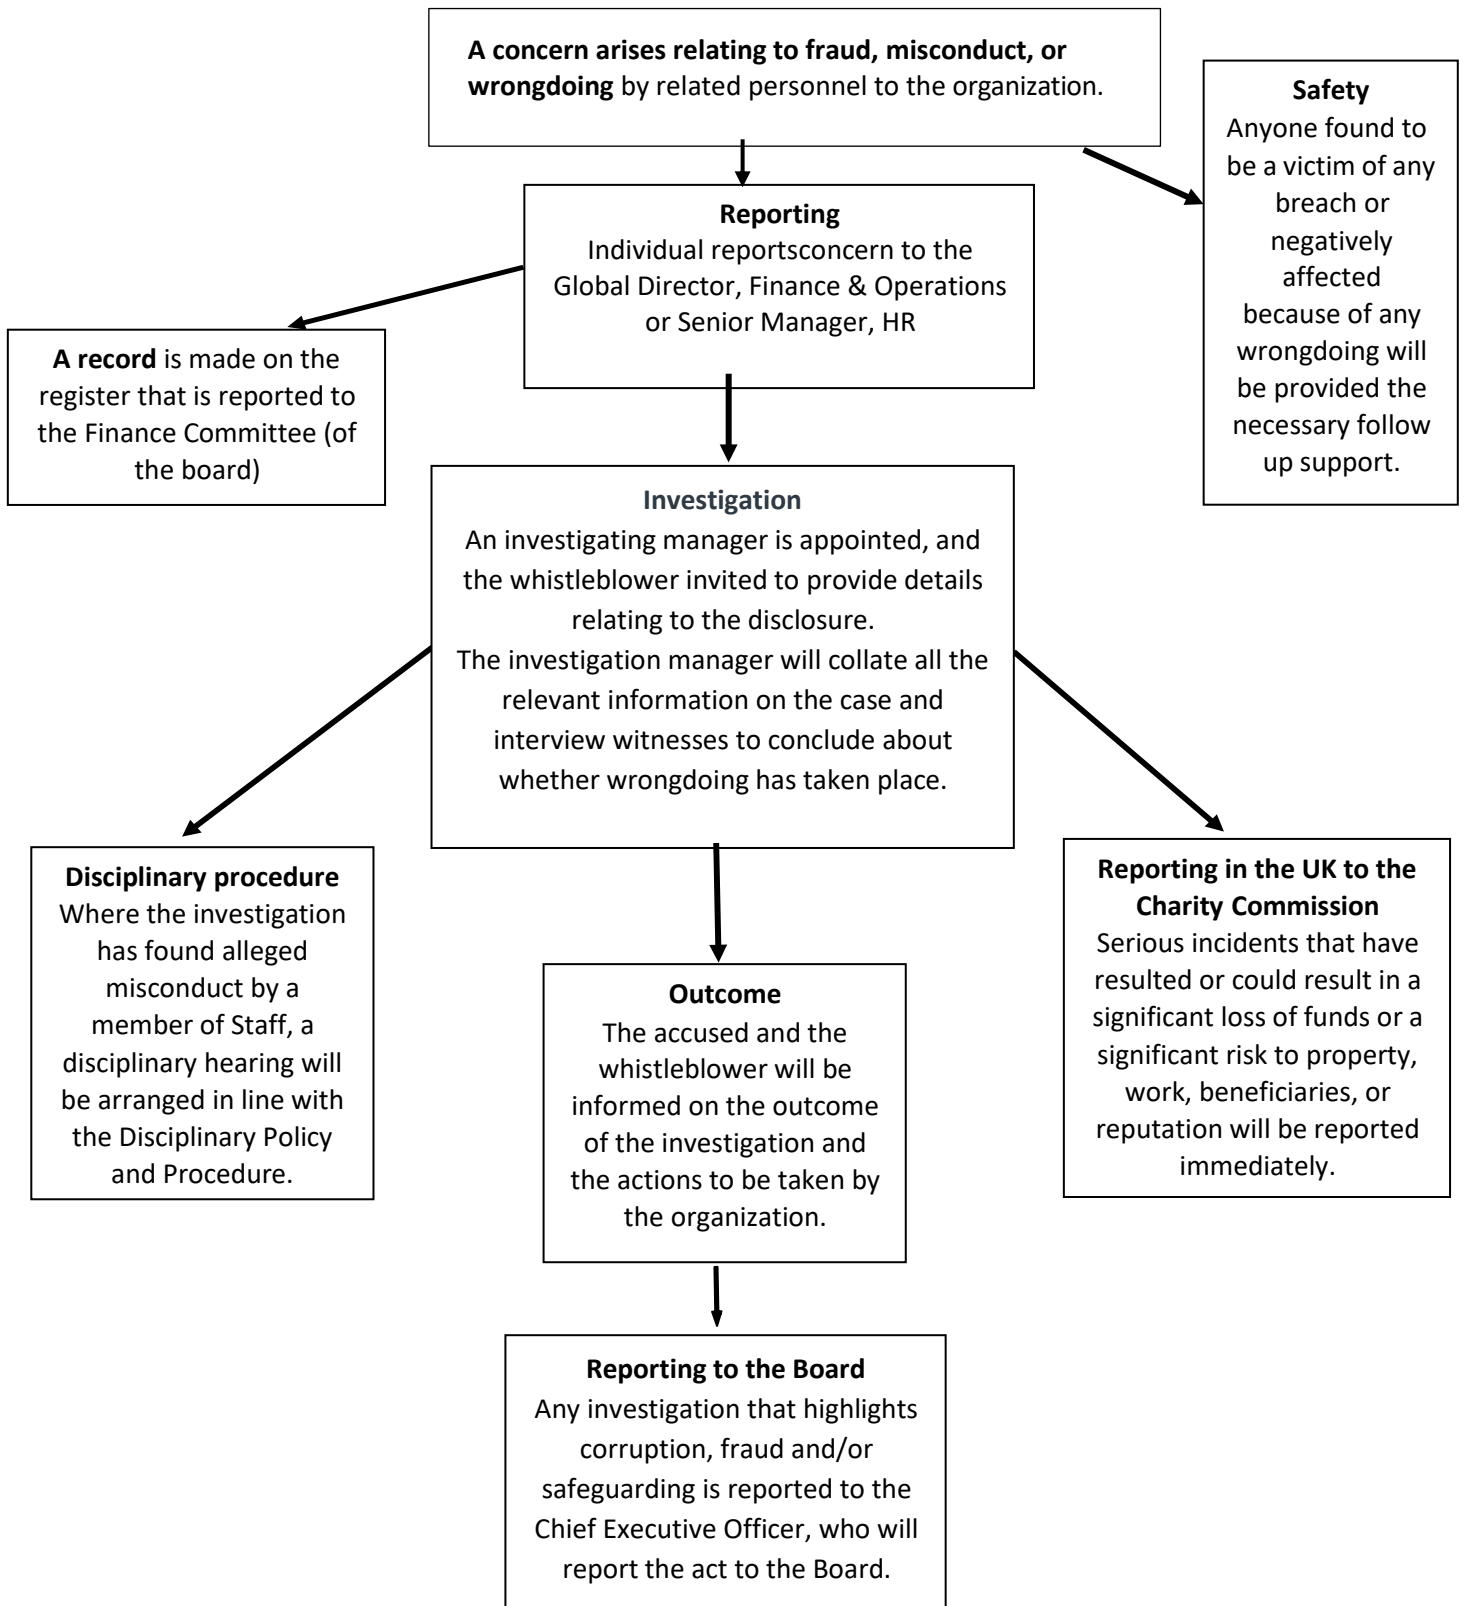 A concern arises relating to fraud, misconduct, or
wrongdoing by related personnel to the organization.
Safety
Anyone found to
be a victim of any
breach or
negatively
affected
because of any
wrongdoing will
be provided the
necessary follow
up support.
Reporting
Individual reportsconcern to the
Global Director, Finance & Operations
or Senior Manager, HR
A record is made on the
register that is reported to
the Finance Committee (of
the board)
Investigation
An investigating manager is appointed, and
the whistleblower invited to provide details
relating to the disclosure.
The investigation manager will collate all the
relevant information on the case and
interview witnesses to conclude about
whether wrongdoing has taken place.
Disciplinary procedure
Where the investigation
has found alleged
misconduct by a
member of Staff, a
disciplinary hearing will
be arranged in line with
the Disciplinary Policy
and Procedure.
Outcome
The accused and the
whistleblower will be
informed on the outcome
of the investigation and
the actions to be taken by
the organization.
Reporting in the UK to the
Charity Commission
Serious incidents that have
resulted or could result in a
significant loss of funds or a
significant risk to property,
work, beneficiaries, or
reputation will be reported
immediately.
Reporting to the Board
Any investigation that highlights
corruption, fraud and/or
safeguarding is reported to the
Chief Executive Officer, who will
report the act to the Board.